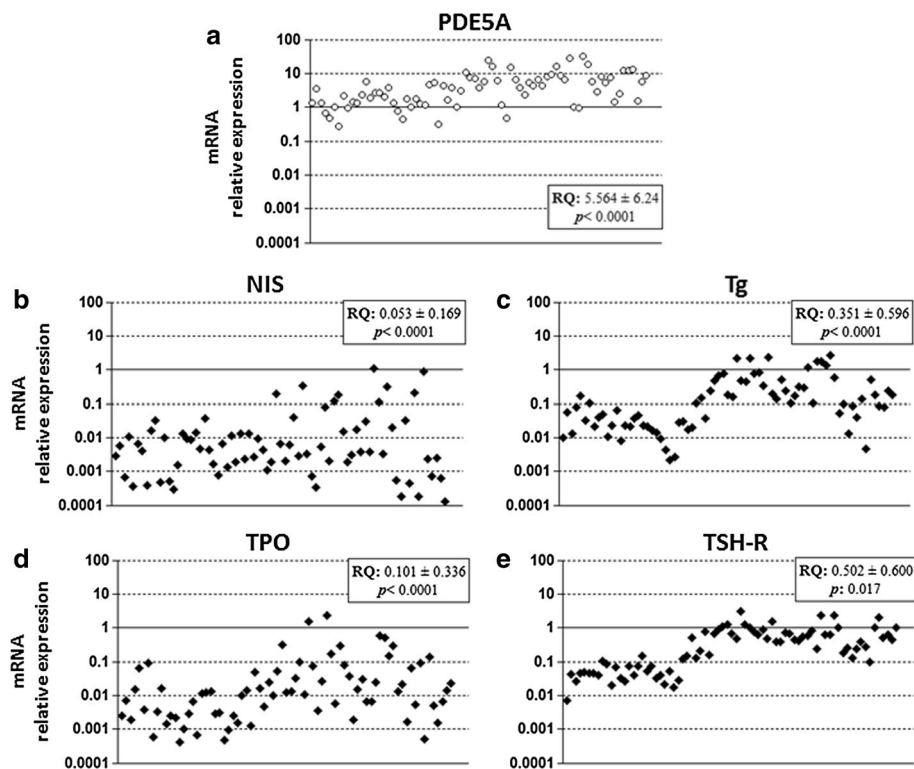 PDE5A
a
mRNA
relative expression
100
10
1
0.1
0.01
0.001
0.0001
RQ: 5.564 ± 6.24
p< 0.0001
b
NIS
mRNA
relative expression
100
10
1
0.1
0.01
0.001
0.0001
RQ: 0.053 ± 0.169
p< 0.0001
c
Tg
100
10
1
0.1
0.01
0.001
0.0001
RQ: 0.351 ± 0.596
p< 0.0001
d
TPO
mRNA
relative expression
100
10
1
0.1
0.01
0.001
0.0001
RQ: 0.101 ± 0.336
p< 0.0001
e
TSH-R
100
10
1
0.1
0.01
0.001
0.0001
RQ: 0.502 ± 0.600
p: 0.017